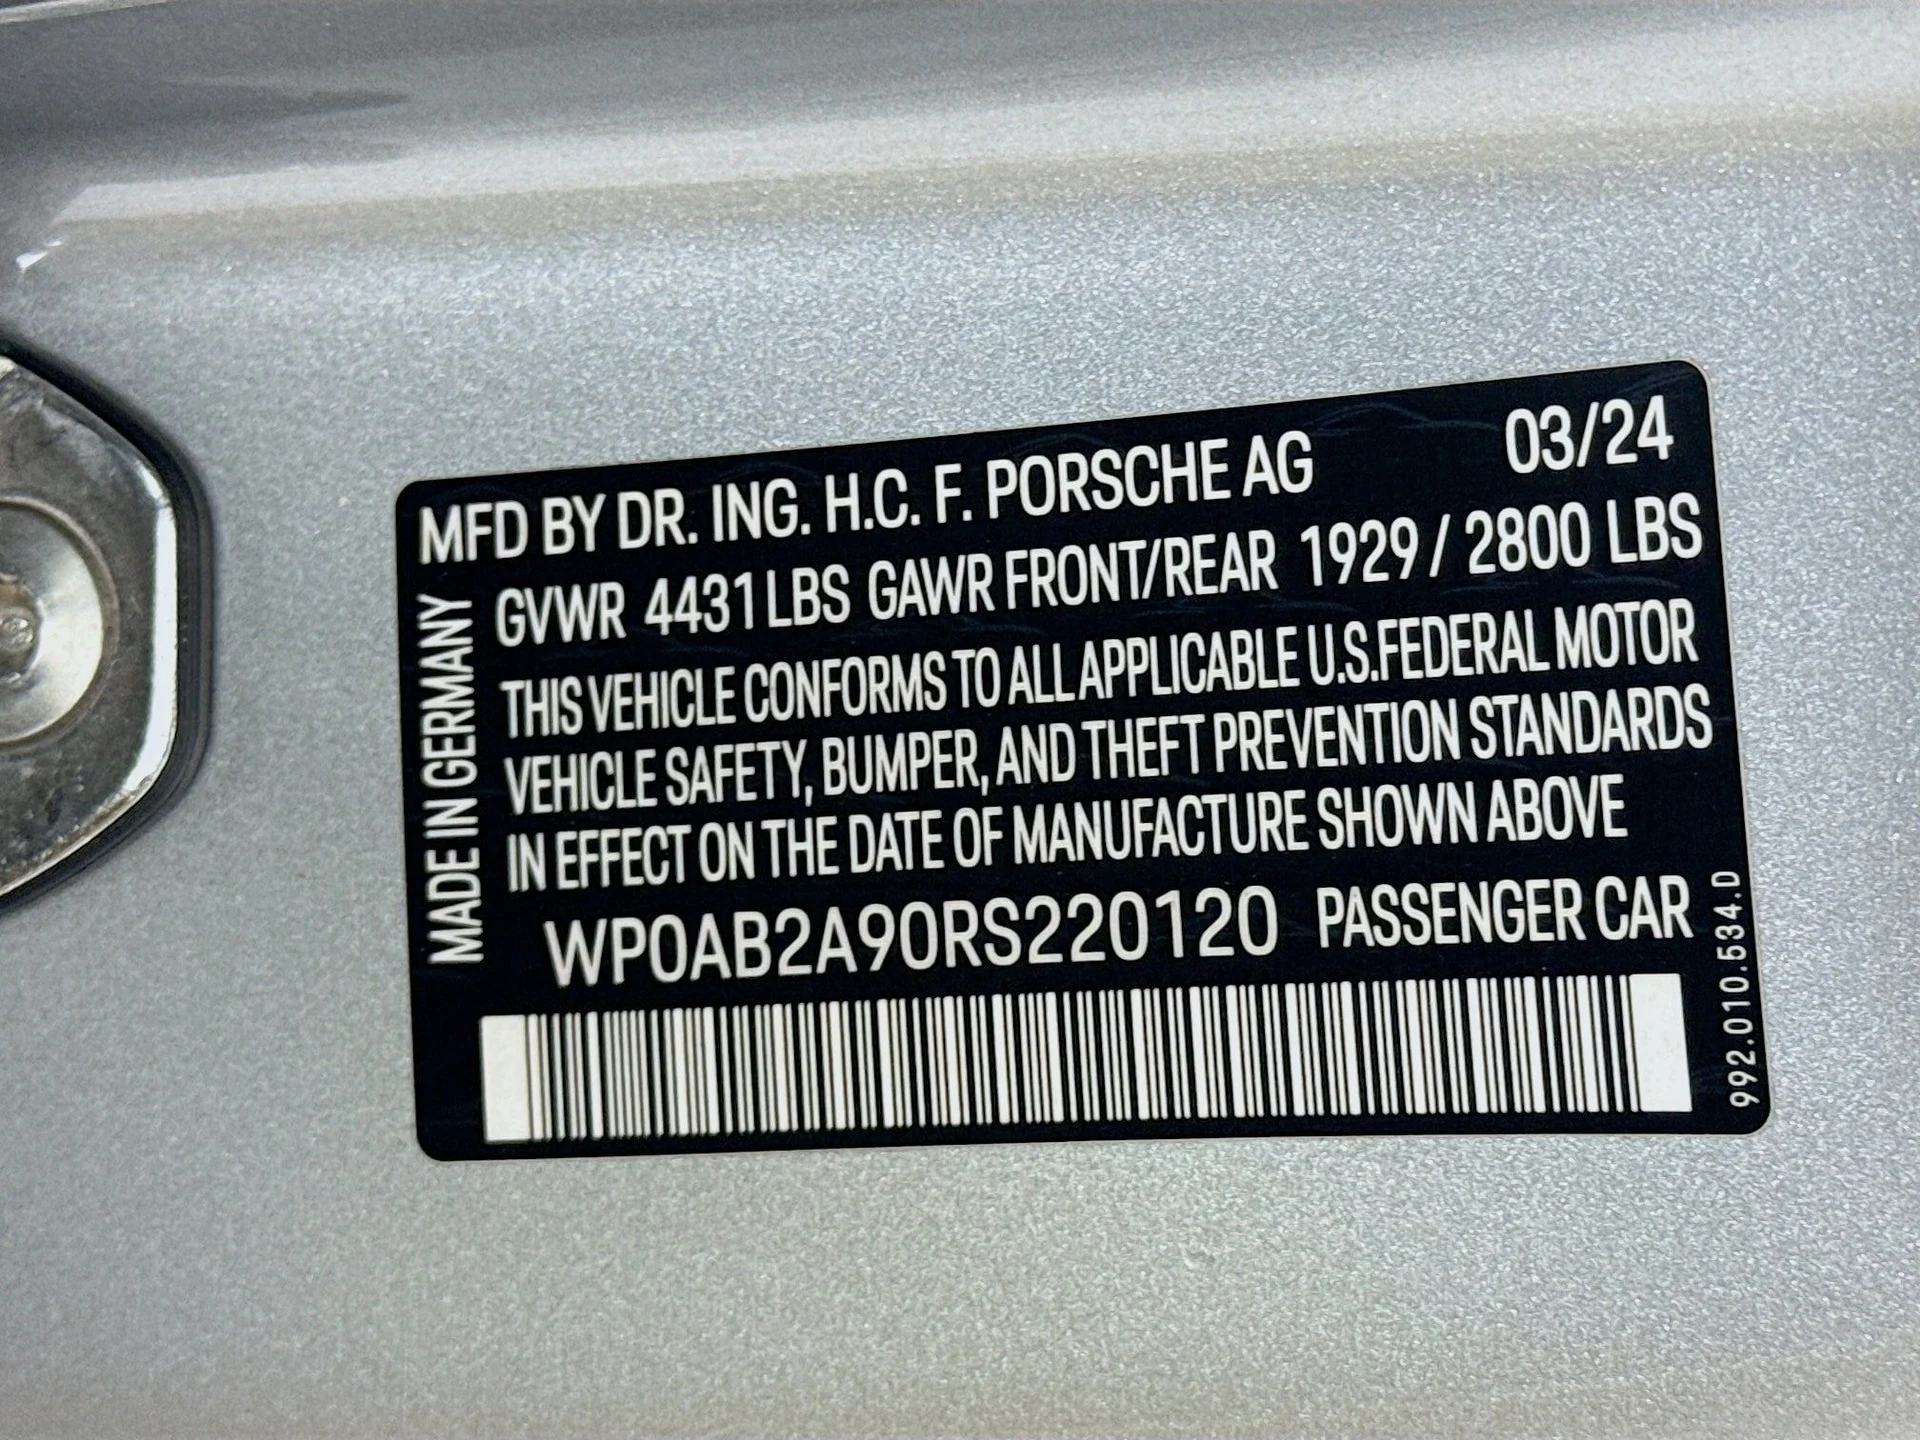 MFD BY DR. ING. H.C. F. PORSCHE AG 03/24
GVWR 4431 LBS GAWR FRONT/REAR 1929 / 2800 LBS
THIS VEHICLE CONFORMS TO ALL APPLICABLE U.S.FEDERAL MOTOR
VEHICLE SAFETY, BUMPER, AND THEFT PREVENTION STANDARDS
IN EFFECT ON THE DATE OF MANUFACTURE SHOWN ABOVE
WP0AB2A90RS220120 PASSENGER CAR
MADE IN GERMANY
992.010.534.D